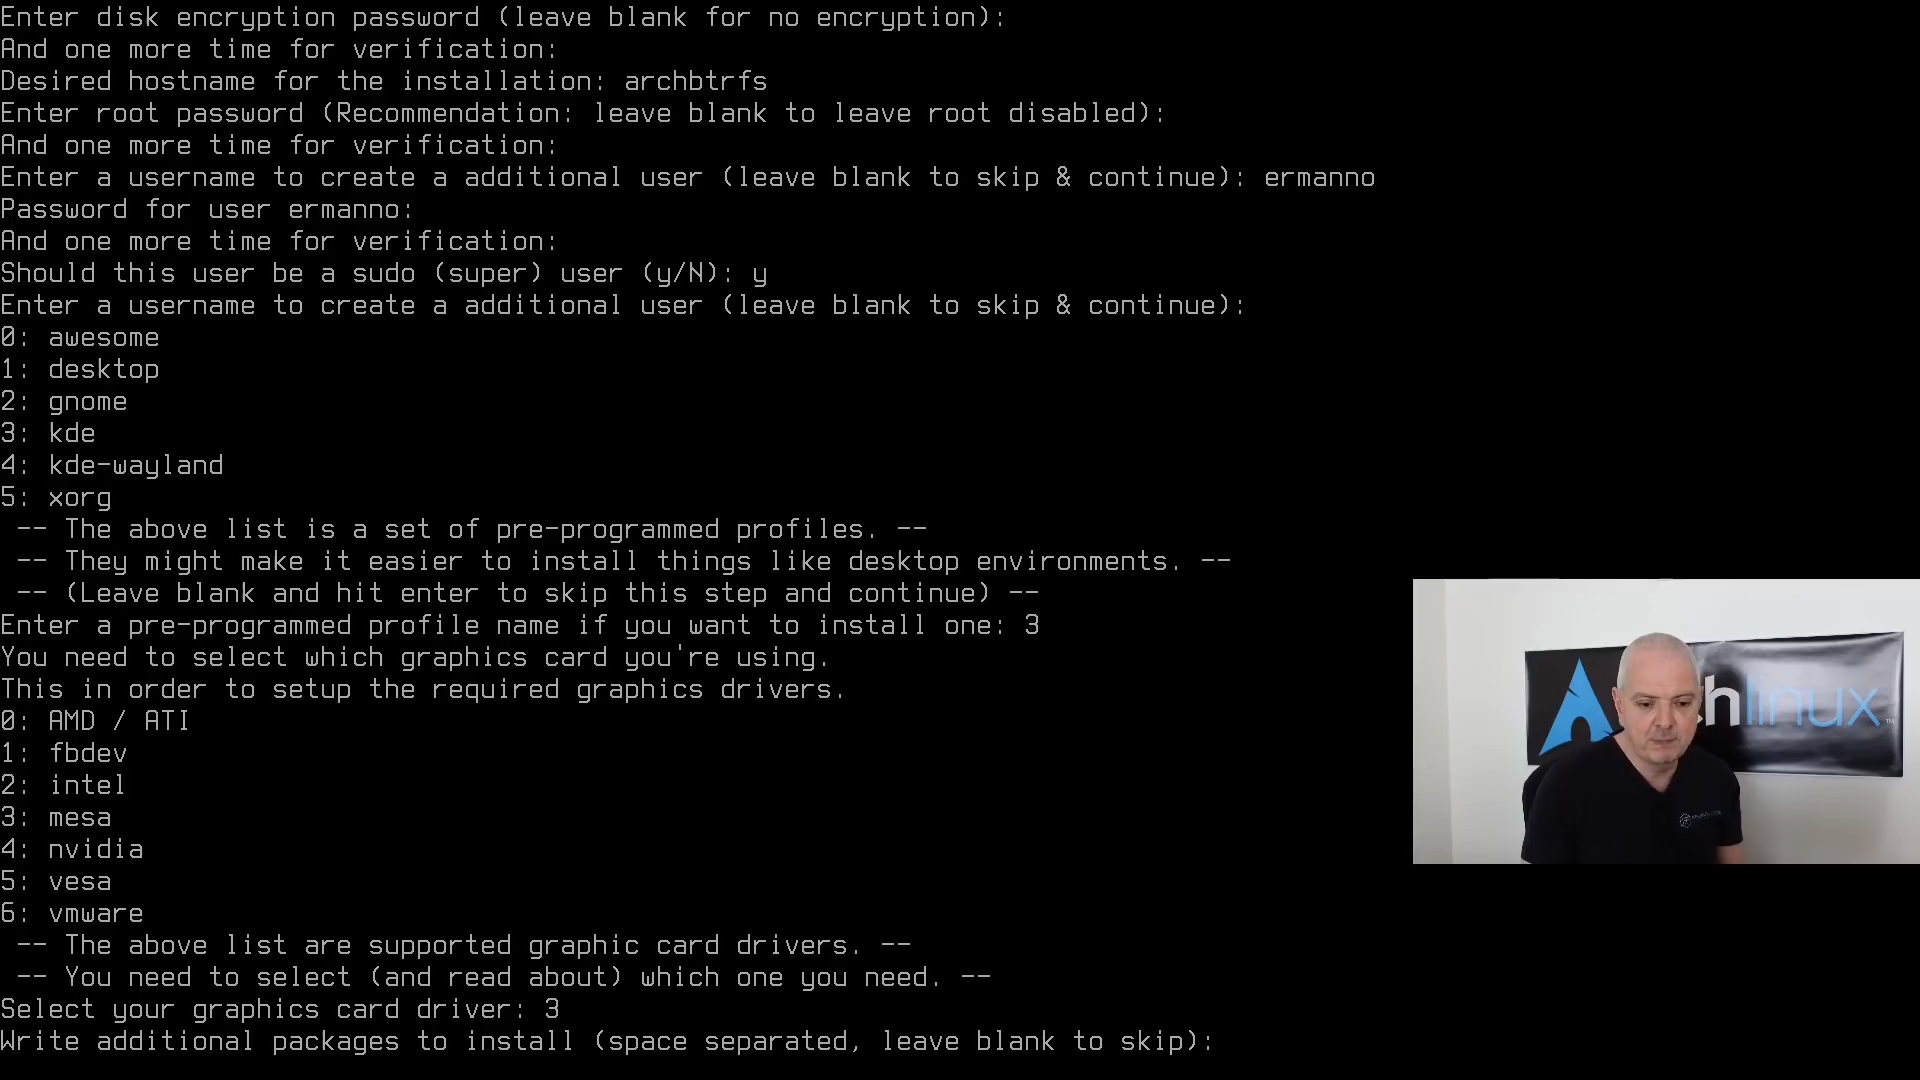 Enter disk encryption password (leave blank for no encryption):
And one more time for verification:
Desired hostname for the installation: archbtrfs
Enter root password (Recommendation: leave blank to leave root disabled):
And one more time for verification:
Enter a username to create a additional user (leave blank to skip & continue): ermanno
Password for user ermanno:
And one more time for verification:
Should this user be a sudo (super) user (y/N): y
Enter a username to create a additional user (leave blank to skip & continue):
0: awesome
1: desktop
2: gnome
3: kde
4: kde-wayland
5: xorg
-- The above list is a set of pre-programmed profiles. --
-- They might make it easier to install things like desktop environments. --
-- (Leave blank and hit enter to skip this step and continue) --
Enter a pre-programmed profile name if you want to install one: 3
You need to select which graphics card you're using.
This in order to setup the required graphics drivers.
0: AMD / ATI
1: fbdev
2: intel
3: mesa
4: nvidia
5: vesa
6: vmware
-- The above list are supported graphic card drivers. --
-- You need to select (and read about) which one you need. --
Select your graphics card driver: 3
Write additional packages to install (space separated, leave blank to skip):
chlinux™